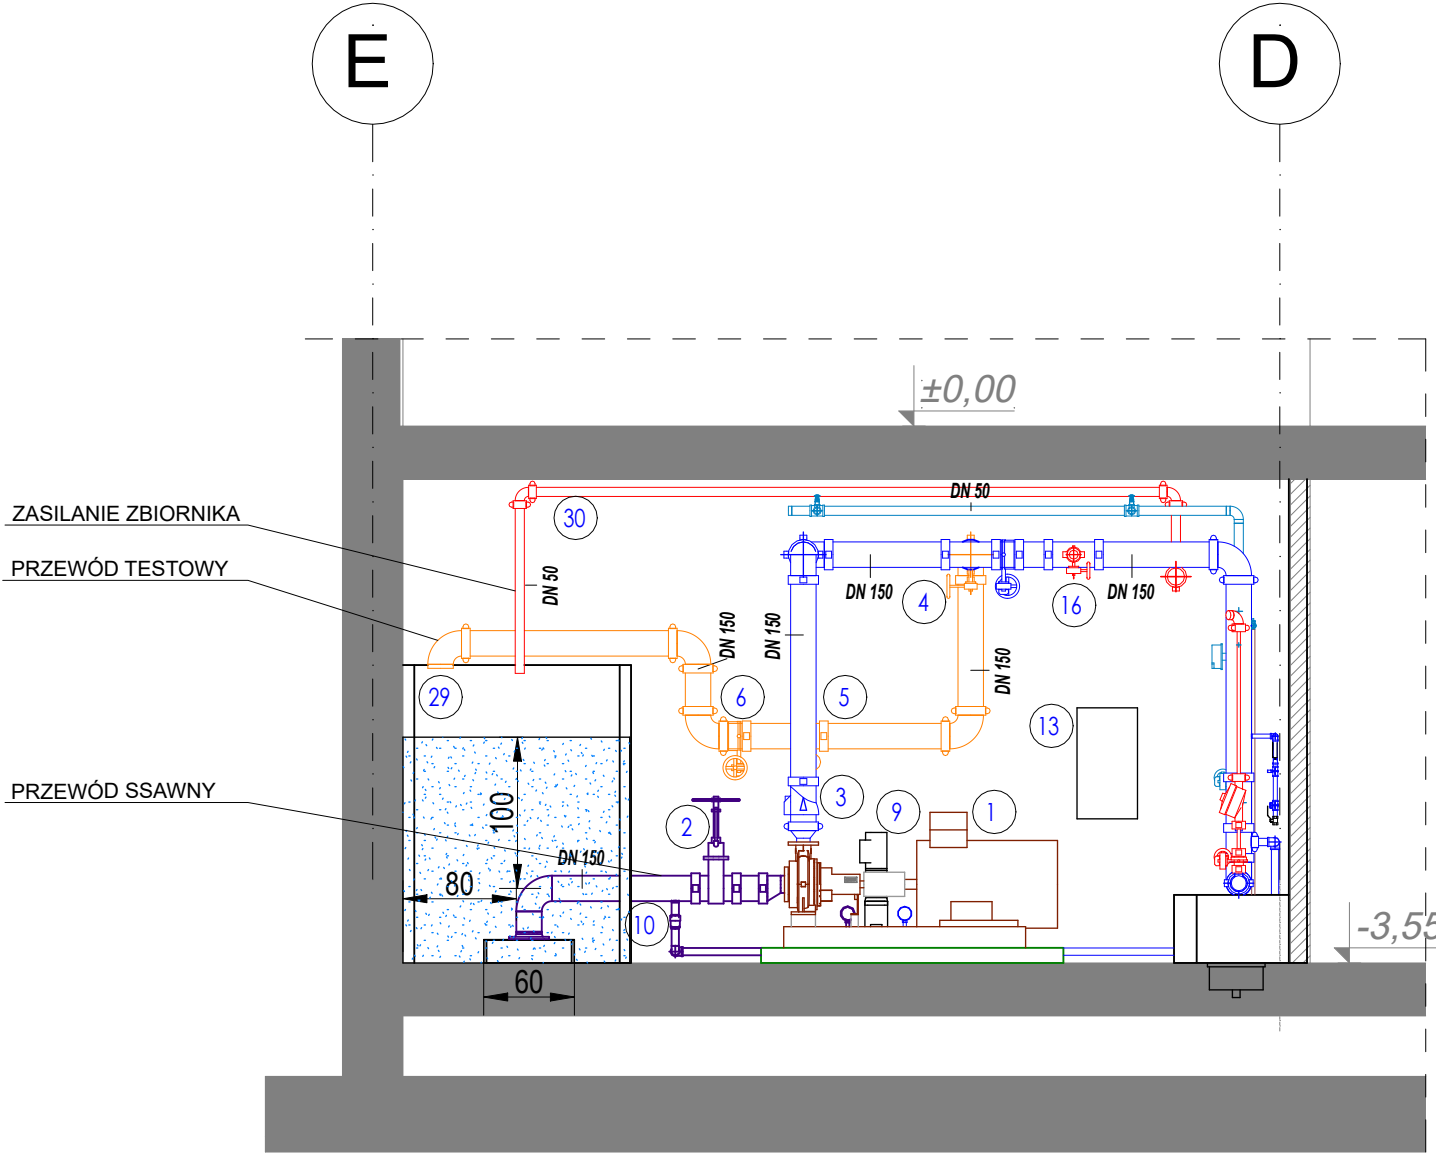 E
D
±0,00
ZASILANIE ZBIORNIKA
30
DN 50
PRZEWÓD TESTOWY
DN 50
DN 150
4
16
DN 150
DN 150
DN 150
DN 150
29
6
5
13
PRZEWÓD SSAWNY
100
2
3
9
1
DN 150
80
10
-3,55
60